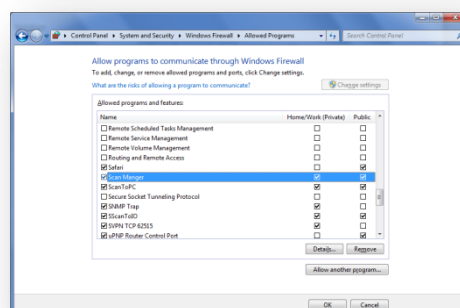 Control Panel ▸ System and Security ▸ Windows Firewall ▸ Allowed Programs
Search Control Panel
Allow programs to communicate through Windows Firewall
To add, change, or remove allowed programs and ports, click Change settings.
What are the risks of allowing a program to communicate?
Change settings
Allowed programs and features:
Name Home/Work (Private) Public
Remote Scheduled Tasks Management
Remote Service Management
Remote Volume Management
Routing and Remote Access
Safari
Scan Manger
ScanToPC
Secure Socket Tunneling Protocol
SNMP Trap
SScanToIO
SVPN TCP 62515
uPNP Router Control Port
Details... Remove
Allow another program...
OK Cancel